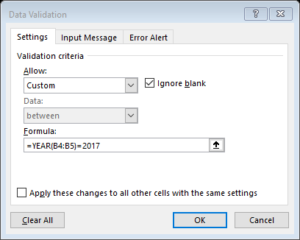 Data Validation
?
Settings Input Message Error Alert
Validation criteria
Allow:
Custom Ignore blank
Data:
between
Formula:
=YEAR(B4:B5)=2017
Apply these changes to all other cells with the same settings
Clear All OK Cancel